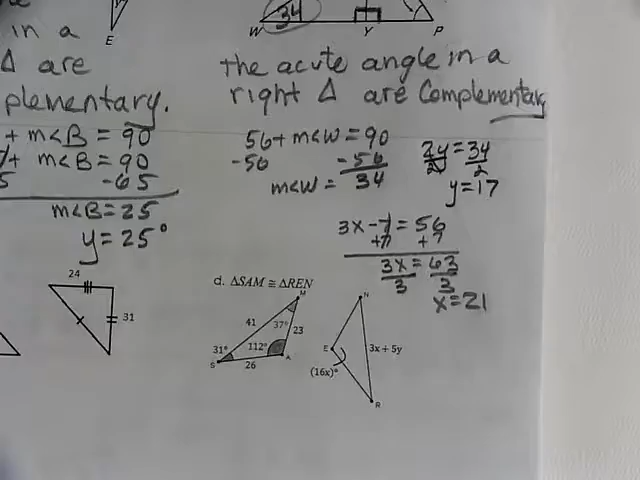 34
W Y P
E
in a
Δ are
plementary.
the acute angle in a
right Δ are Complementary
+ m∠B = 90
+ m∠B = 90
-65
m∠B = 25
y = 25°
56 + m∠W = 90
-56 -56
m∠W = 34
2y = 34
2 2
y = 17
3x - 7 = 56
+7 +7
3x = 63
3 3
x = 21
24
31
d. ΔSAM ≅ ΔREN
M
41 37° 23
31° 112°
S 26 A
N
E 3x + 5y
(16x)°
R